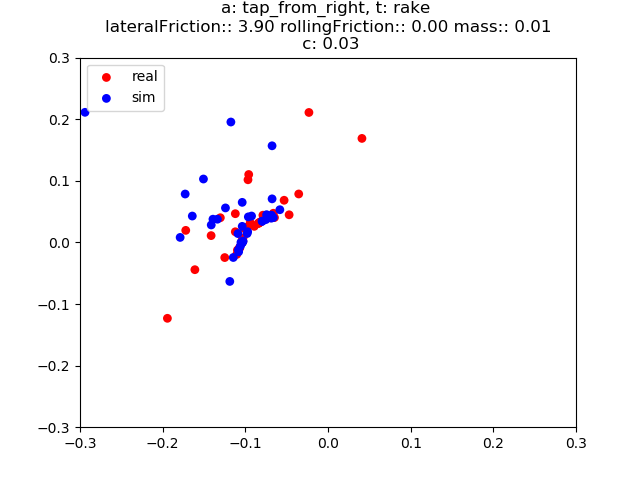 a: tap_from_right, t: rake
lateralFriction:: 3.90 rollingFriction:: 0.00 mass:: 0.01
c: 0.03
real
sim
0.3
0.2
0.1
0.0
−0.1
−0.2
−0.3
−0.3 −0.2 −0.1 0.0 0.1 0.2 0.3